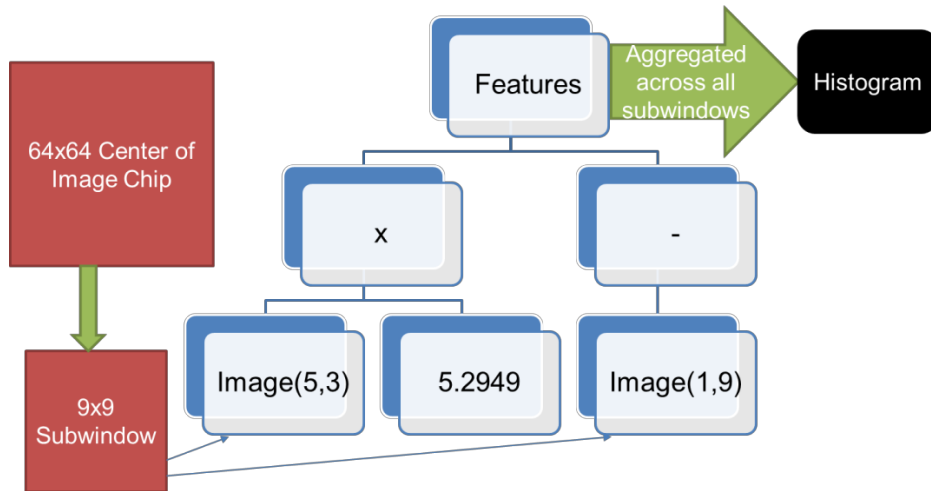 Features
Aggregated
across all
subwindows
Histogram
64x64 Center of
Image Chip
x
-
Image(5,3)
5.2949
Image(1,9)
9x9
Subwindow